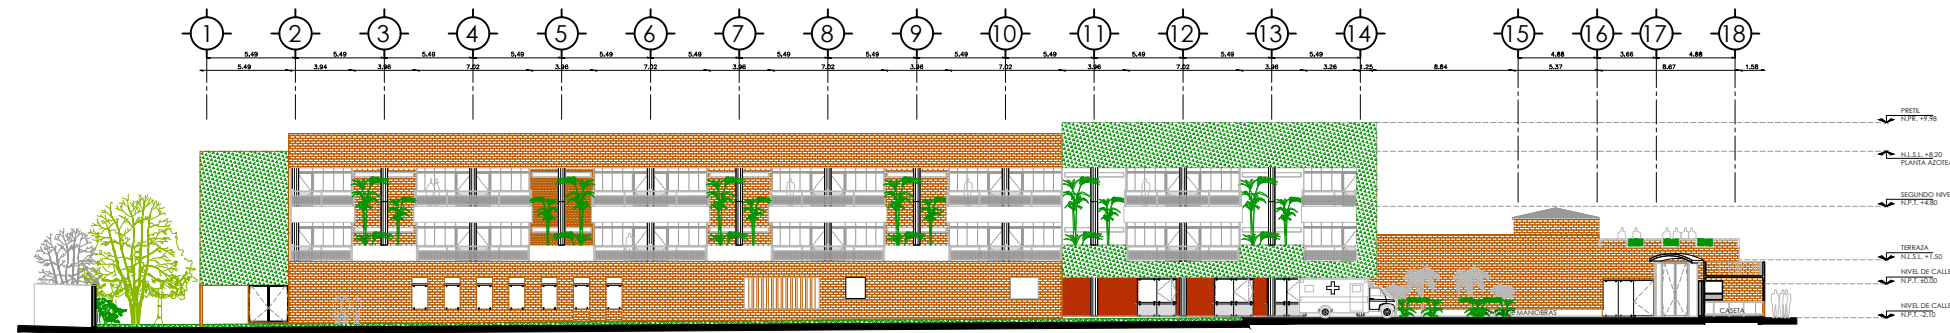 1 2 3 4 5 6 7 8 9 10 11 12 13 14 15 16 17 18
5.49 5.49 5.49 5.49 5.49 5.49 5.49 5.49 5.49 5.49 5.49 5.49 5.49 4.88 3.66 4.88
5.49 3.94 3.96 7.02 3.96 7.02 3.96 7.02 3.96 7.02 3.96 7.02 3.96 3.26 1.25 8.84 5.37 8.67 1.58
PRETIL
N.PR. +9.98
N.L.S.L. +8.20
PLANTA AZOTEA
SEGUNDO NIVE
N.P.T. +4.80
TERRAZA
N.L.S.L. +1.50
NIVEL DE CALLE
N.P.T. ±0.00
NIVEL DE CALLE
N.P.T. -2.10
MANIOBRAS
CASETA